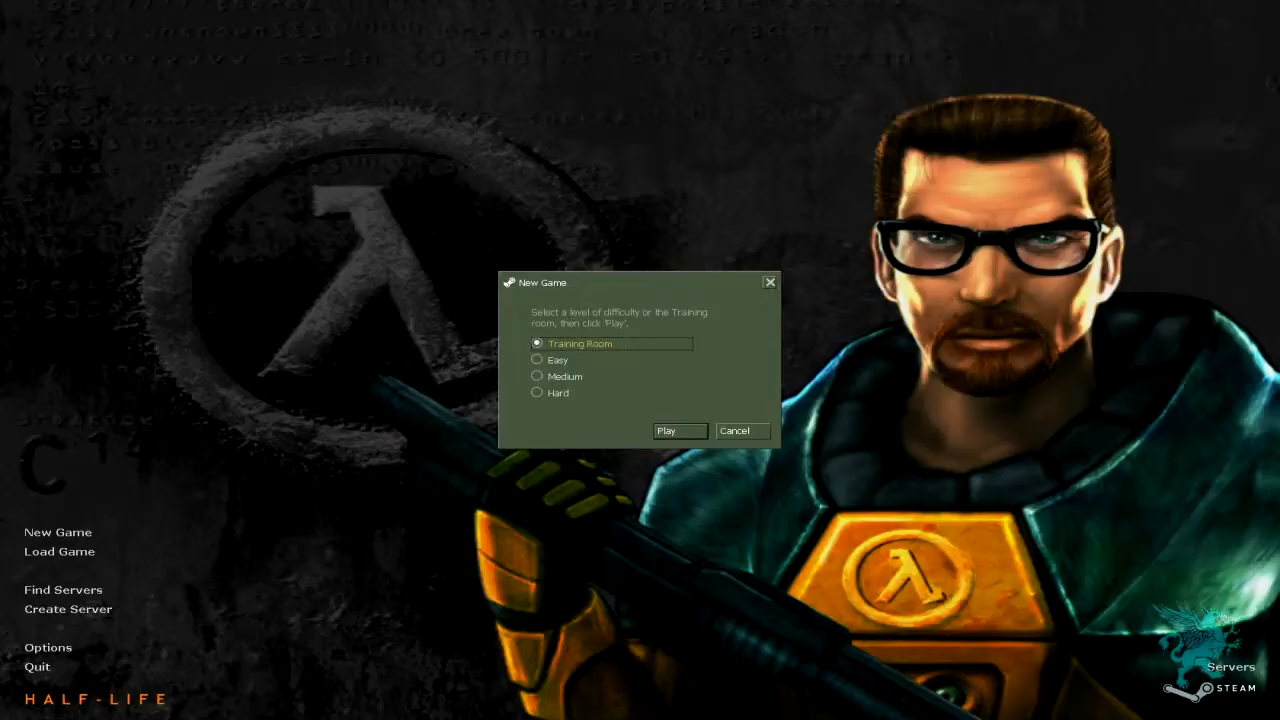 New Game
Select a level of difficulty or the Training
room, then click 'Play'.
Training Room
Easy
Medium
Hard
Play
Cancel
New Game
Load Game
Find Servers
Create Server
Options
Quit
HALF-LIFE
Servers
STEAM